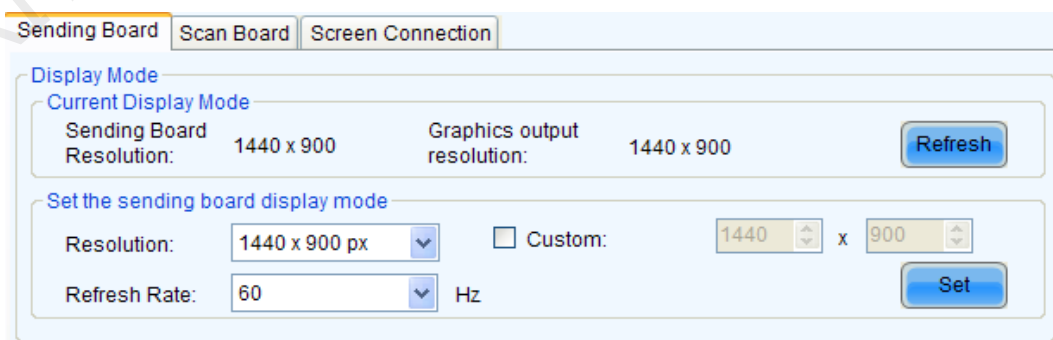 Sending Board Scan Board Screen Connection
Display Mode
Current Display Mode
Sending Board Resolution: 1440 x 900 Graphics output resolution: 1440 x 900 Refresh
Set the sending board display mode
Resolution: 1440 x 900 px Custom: 1440 x 900
Refresh Rate: 60 Hz Set